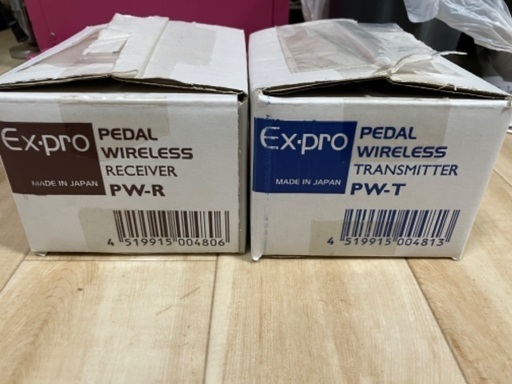 Ex-pro
MADE IN JAPAN
PEDAL
WIRELESS
RECEIVER
PW-R
4 519915 004806
Ex-pro
MADE IN JAPAN
PEDAL
WIRELESS
TRANSMITTER
PW-T
4 519915 004813